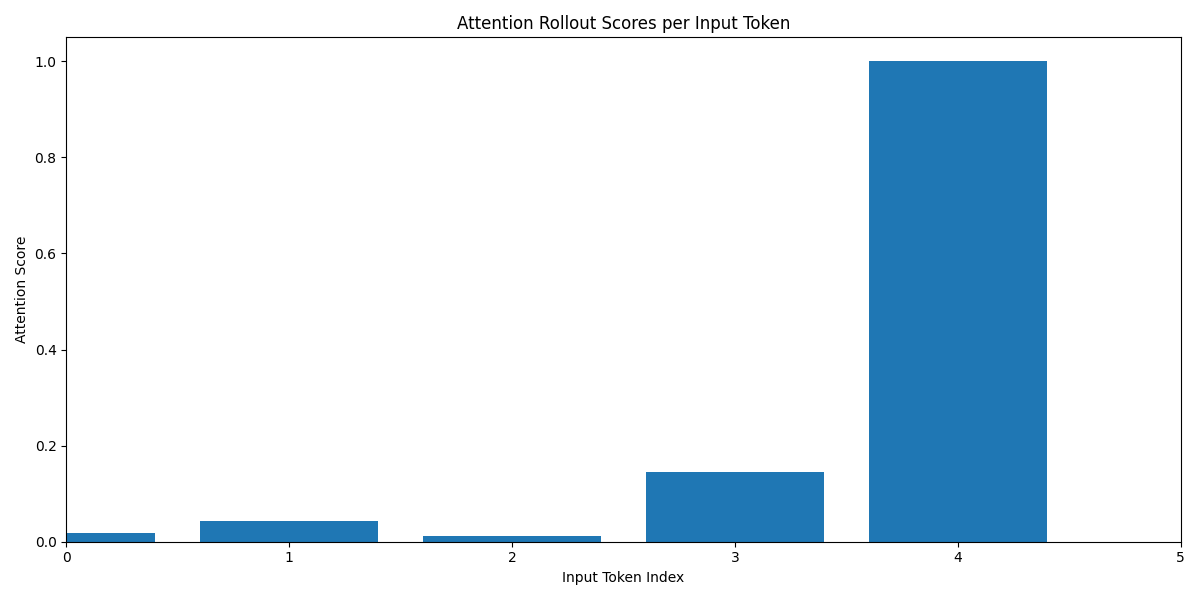 Attention Rollout Scores per Input Token
Attention Score
1.0
0.8
0.6
0.4
0.2
0.0
0 1 2 3 4 5
Input Token Index